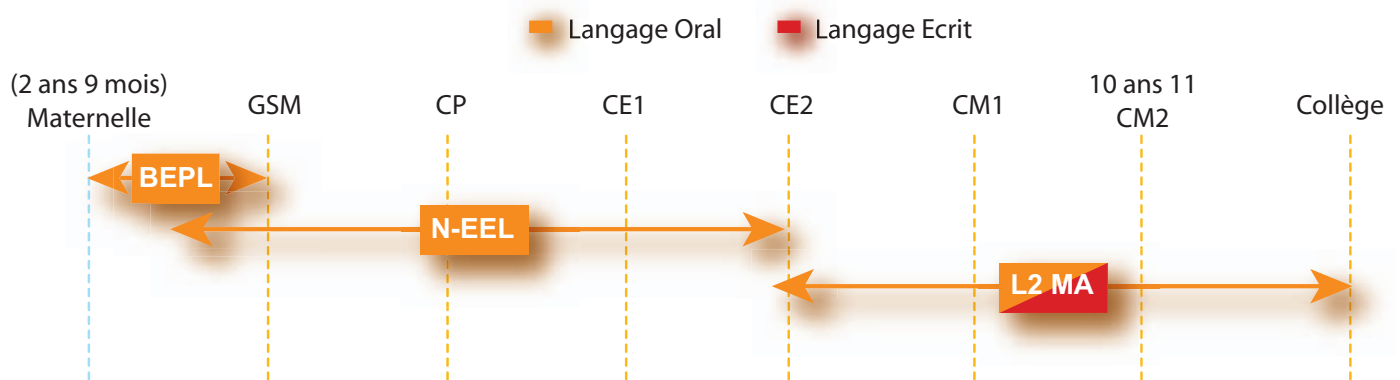 Langage Oral
Langage Ecrit
(2 ans 9 mois)
Maternelle
GSM
CP
CE1
CE2
CM1
10 ans 11
CM2
Collège
BEPL
N-EEL
L2 MA